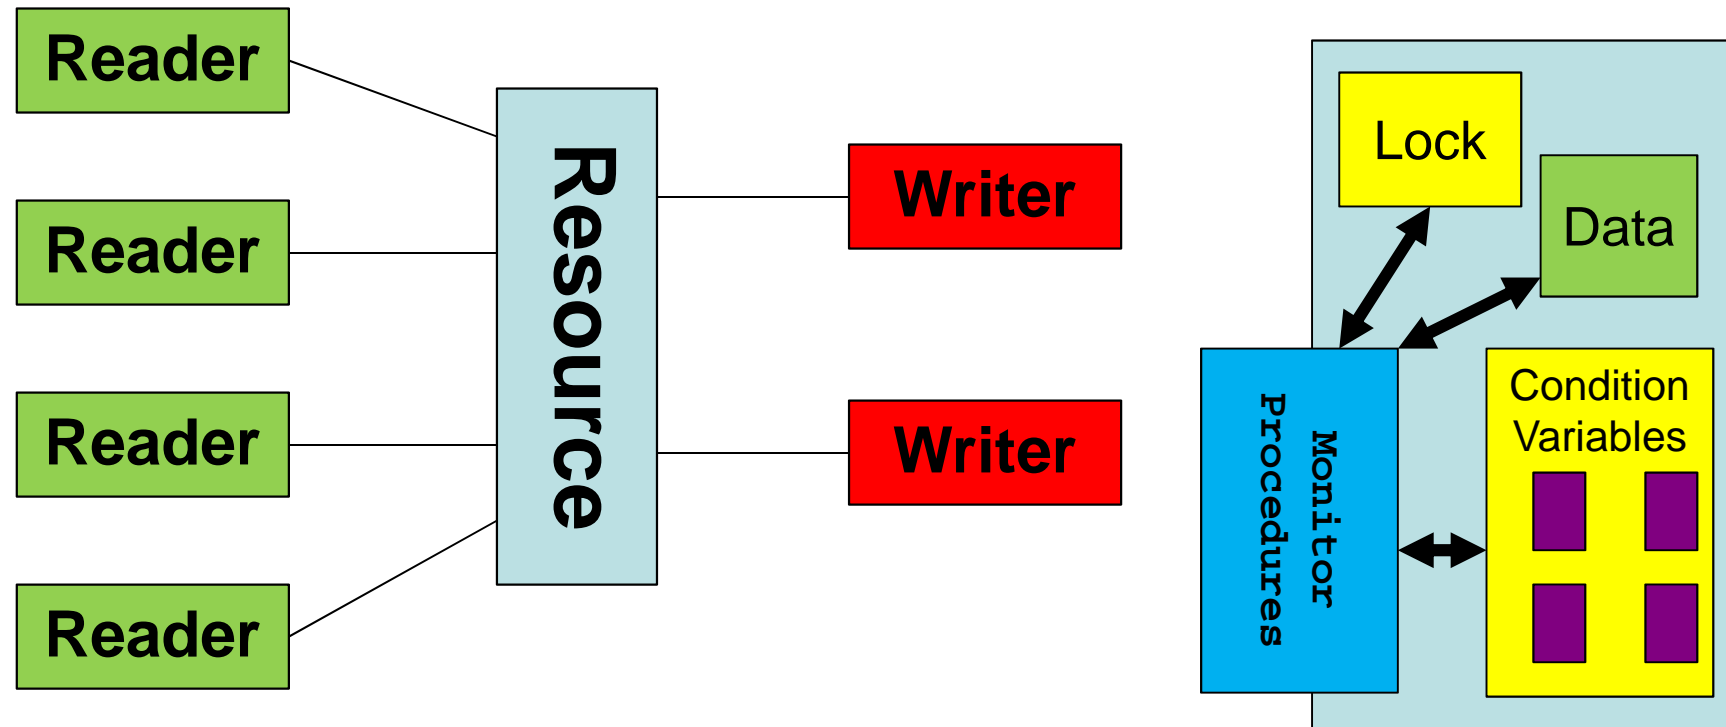 Reader
Reader
Reader
Reader
Resource
Writer
Writer
Lock
Data
Monitor
Procedures
Condition
Variables